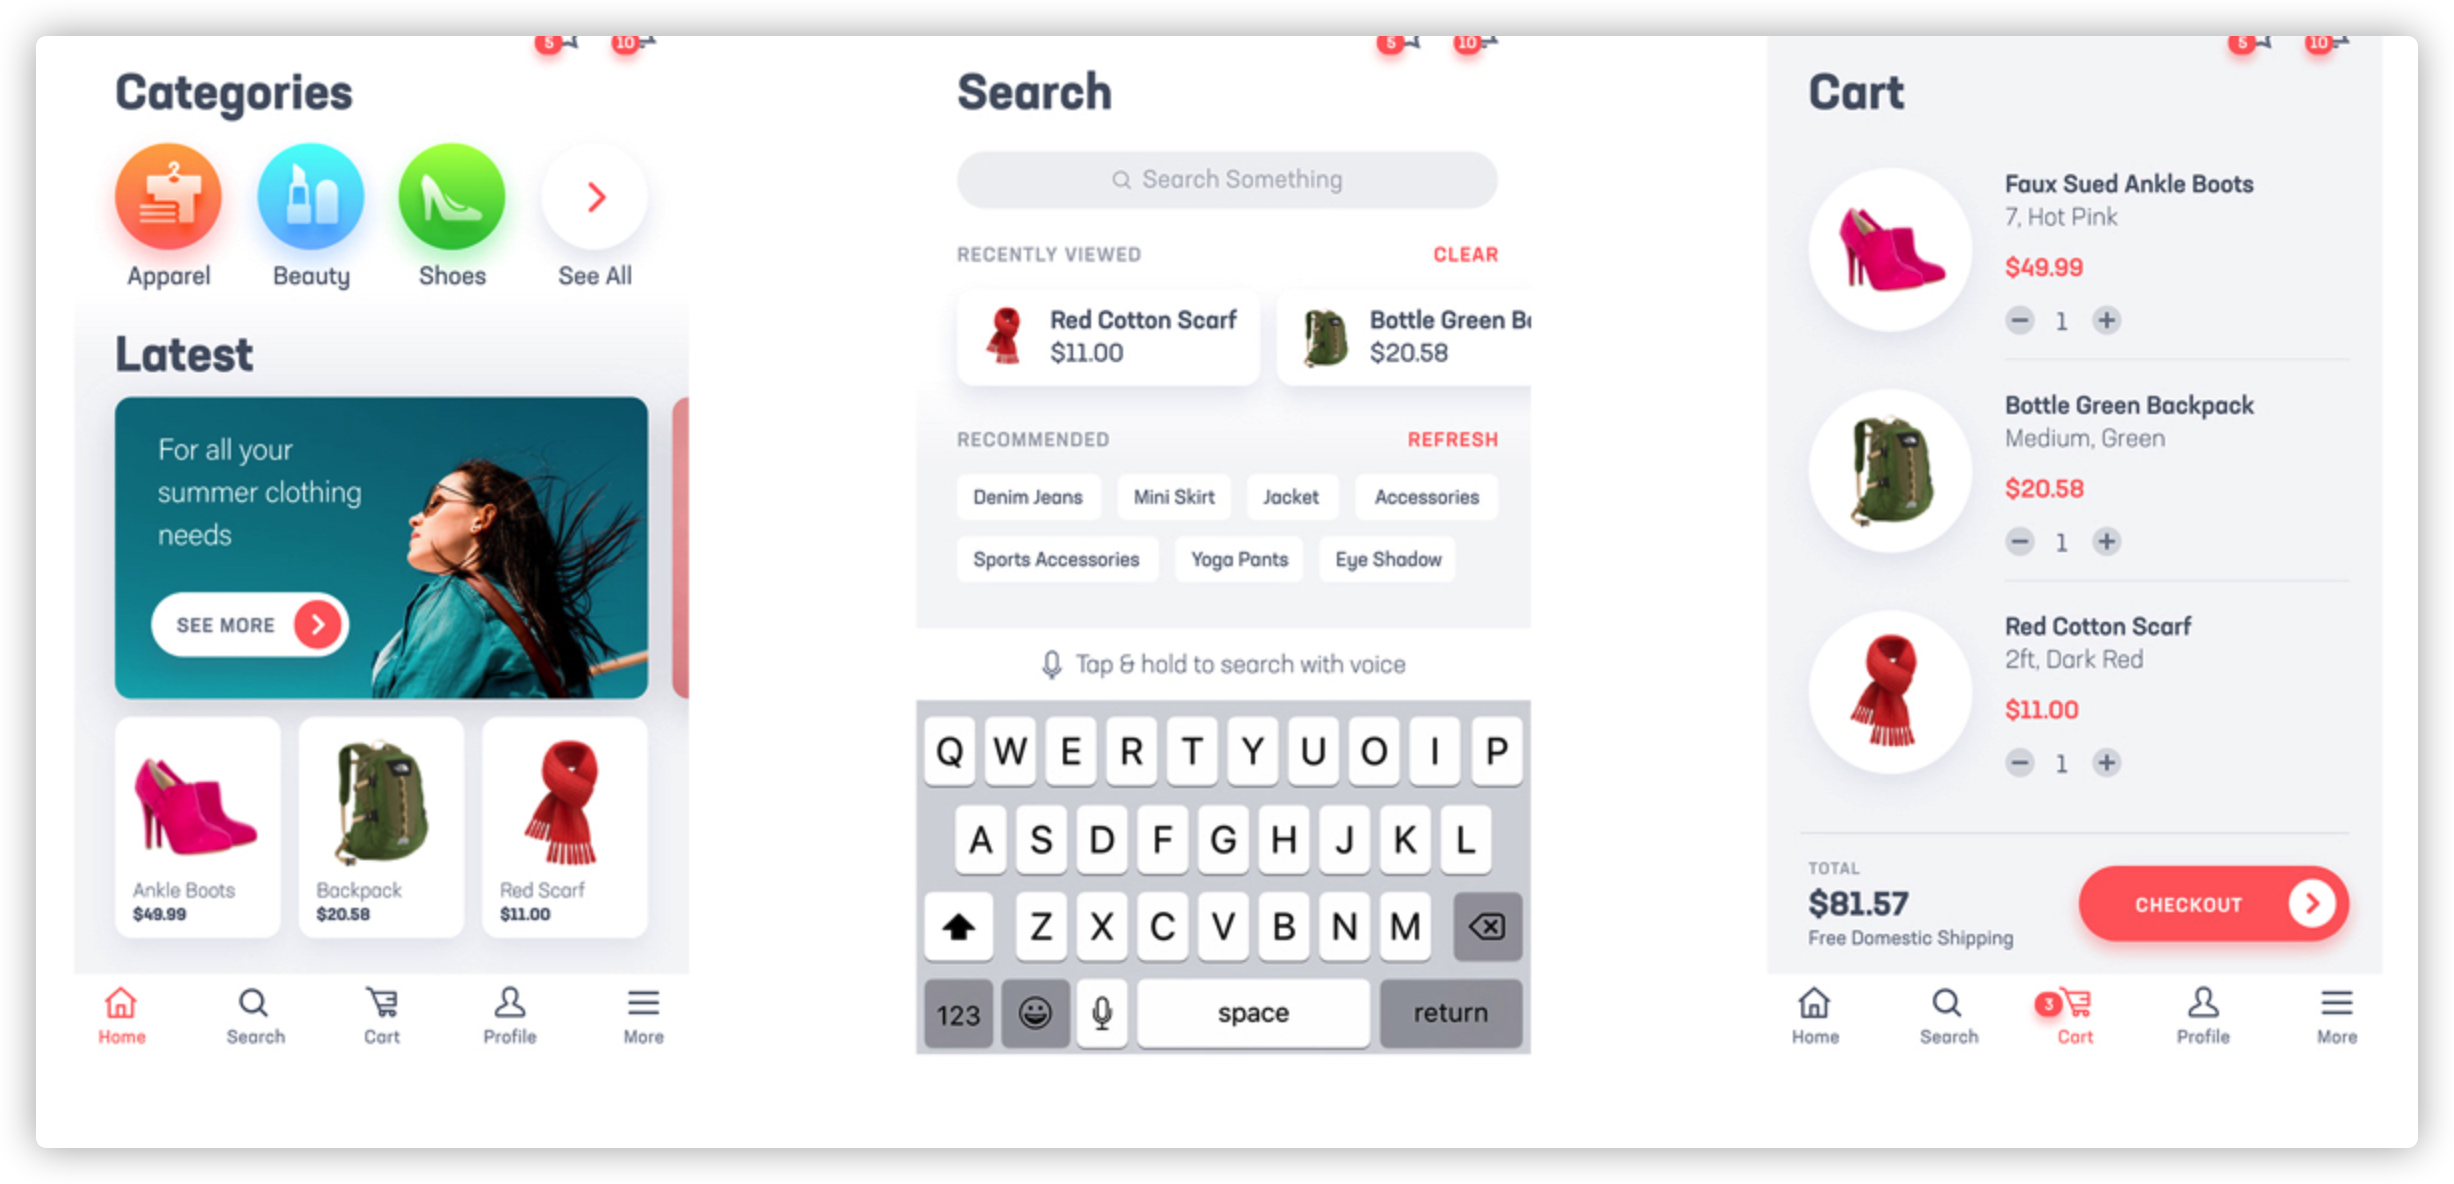 5 10
Categories
Apparel Beauty Shoes See All
Latest
For all your
summer clothing
needs
SEE MORE
Ankle Boots
$49.99
Backpack
$20.58
Red Scarf
$11.00
Home Search Cart Profile More
5 10
Search
Search Something
RECENTLY VIEWED CLEAR
Red Cotton Scarf
$11.00
Bottle Green
$20.58
RECOMMENDED REFRESH
Denim Jeans Mini Skirt Jacket Accessories
Sports Accessories Yoga Pants Eye Shadow
Tap & hold to search with voice
Q W E R T Y U O I P
A S D F G H J K L
Z X C V B N M
123 space return
5 10
Cart
Faux Sued Ankle Boots
7, Hot Pink
$49.99
1
Bottle Green Backpack
Medium, Green
$20.58
1
Red Cotton Scarf
2ft, Dark Red
$11.00
1
TOTAL
$81.57
Free Domestic Shipping
CHECKOUT
3
Home Search Cart Profile More